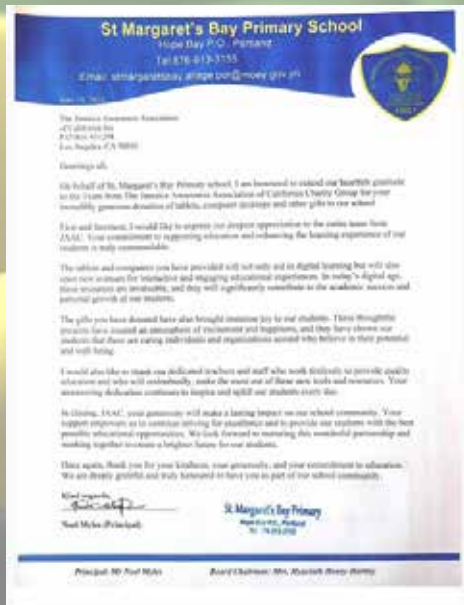 St Margaret's Bay Primary School
Hope Bay P.O., Portland
Tel:876-913-3155
The Jamaica Awareness Association
of California Inc
Los Angeles, CA
Greetings all,
On behalf of St. Margaret's Bay Primary school, I am honoured to extend our heartfelt gratitude
to the Team from The Jamaica Awareness Association of California Charity Group for your
incredibly generous donation of tablets, computer desktops and other gifts to our school
First and foremost, I would like to express our deepest appreciation to the entire team from
JAAC. Your commitment to supporting education and enhancing the learning experience of our
students is truly commendable.
The tablets and computers you have provided will not only aid in digital learning but will also
open new avenues for interactive and engaging educational experiences. In today's digital age,
these resources are invaluable, and they will significantly contribute to the academic success and
personal growth of our students.
The gifts you have donated have also brought immense joy to our students. These thoughtful
presents have created an atmosphere of excitement and happiness, and they have shown our
students that there are caring individuals and organizations around who believe in their potential
and well-being.
I would also like to thank our dedicated teachers and staff who work tirelessly to provide quality
education and who will undoubtedly, make the most out of these new tools and resources. Your
unwavering dedication continues to inspire and uplift our students every day.
In closing, JAAC, your generosity will make a lasting impact on our school community. Your
support empowers us to continue striving for excellence and to provide our students with the best
possible educational opportunities. We look forward to nurturing this wonderful partnership and
working together to create a brighter future for our students.
Once again, thank you for your kindness, your generosity, and your commitment to education.
We are deeply grateful and truly honoured to have you as part of our school community.
Kind regards,
Noel Myles (Principal)
St. Margaret's Bay Primary
Hope Bay P.O., Portland
Principal: Mr Noel Myles
Board Chairman: Mrs.